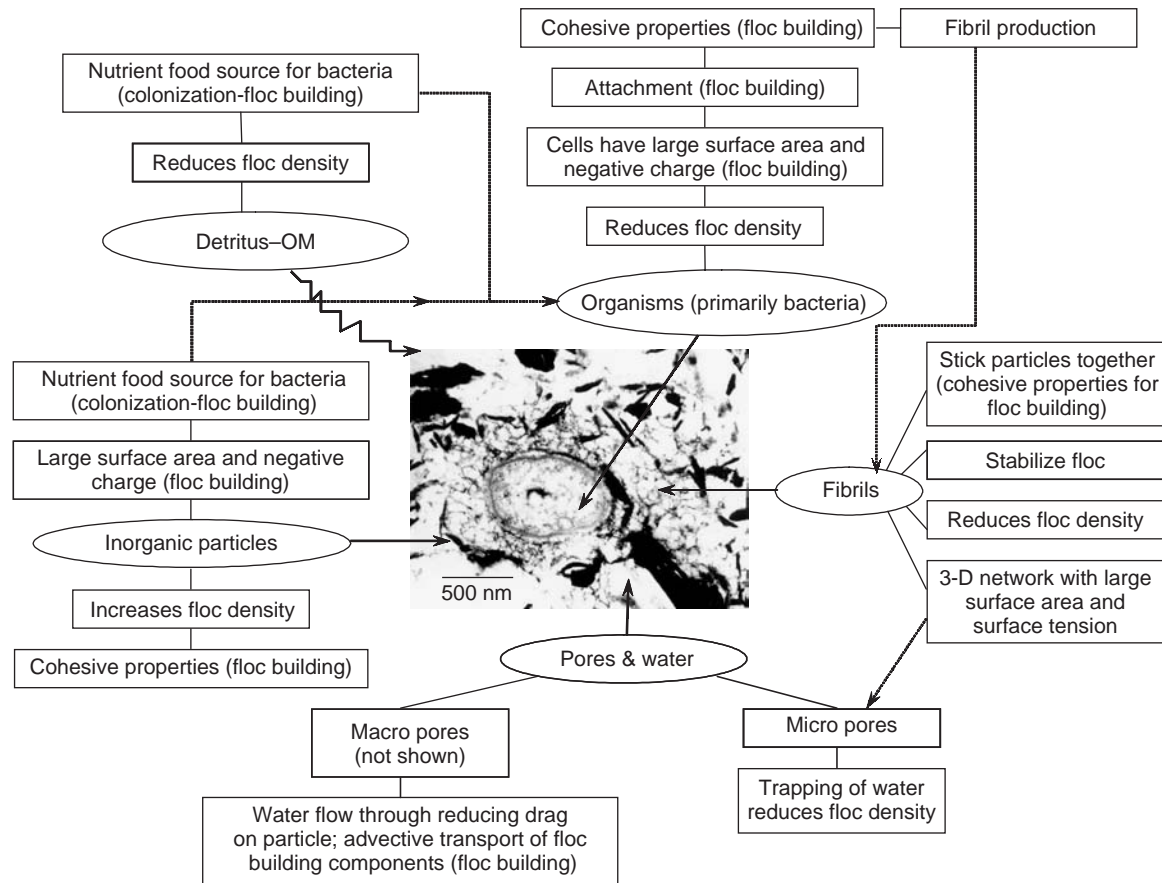 Cohesive properties (floc building)
Fibril production
Nutrient food source for bacteria
(colonization-floc building)
Attachment (floc building)
Reduces floc density
Cells have large surface area and
negative charge (floc building)
Detritus–OM
Reduces floc density
Organisms (primarily bacteria)
Nutrient food source for bacteria
(colonization-floc building)
Large surface area and negative
charge (floc building)
Inorganic particles
Increases floc density
Cohesive properties (floc building)
500 nm
Stick particles together
(cohesive properties for
floc building)
Stabilize floc
Fibrils
Reduces floc density
3-D network with large
surface area and
surface tension
Pores & water
Macro pores
(not shown)
Micro pores
Water flow through reducing drag
on particle; advective transport of floc
building components (floc building)
Trapping of water
reduces floc density